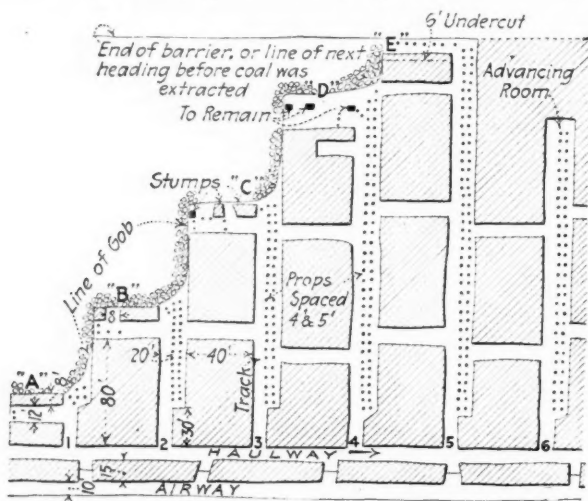 "E"
6' Undercut
End of barrier, or line of next
heading before coal was
extracted
"D"
Advancing
Room
To Remain
Stumps
"C"
Line of Gob
"B"
Props
Spaced
4' & 5'
8'
20'
40'
"A"
8'
80
Track
12'
30'
1
2
3
4
5
6
HAULWAY
15'
10'
AIRWAY